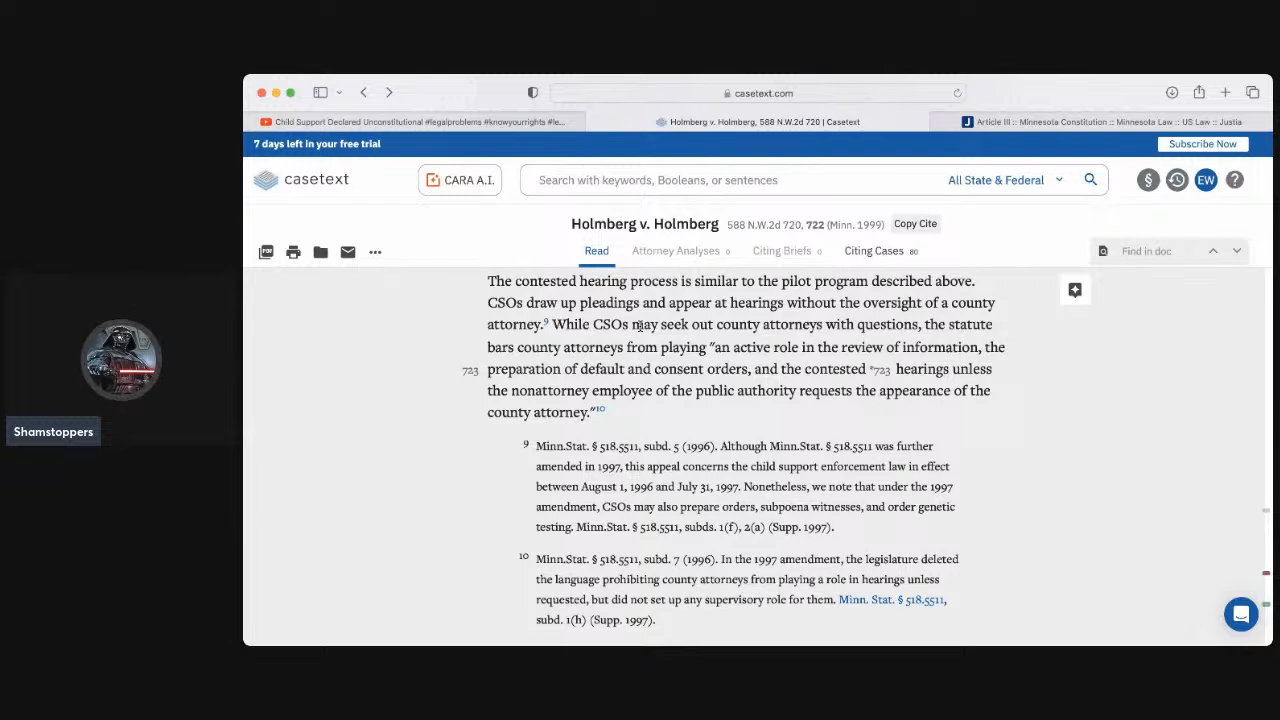 casetext.com
Child Support Declared Unconstitutional #legalproblems #knowyourrights #le...
Holmberg v. Holmberg, 588 N.W.2d 720 | Casetext
Article III :: Minnesota Constitution :: Minnesota Law :: US Law :: Justia
7 days left in your free trial
Subscribe Now
casetext
CARA A.I.
Search with keywords, Booleans, or sentences
All State & Federal
§
EW
?
Holmberg v. Holmberg 588 N.W.2d 720, 722 (Minn. 1999) Copy Cite
PDF
Read
Attorney Analyses 0
Citing Briefs 0
Citing Cases 80
Find in doc
The contested hearing process is similar to the pilot program described above.
CSOs draw up pleadings and appear at hearings without the oversight of a county
attorney.9 While CSOs may seek out county attorneys with questions, the statute
bars county attorneys from playing "an active role in the review of information, the
723 preparation of default and consent orders, and the contested *723 hearings unless
the nonattorney employee of the public authority requests the appearance of the
county attorney."10
9 Minn.Stat. § 518.5511, subd. 5 (1996). Although Minn.Stat. § 518.5511 was further
amended in 1997, this appeal concerns the child support enforcement law in effect
between August 1, 1996 and July 31, 1997. Nonetheless, we note that under the 1997
amendment, CSOs may also prepare orders, subpoena witnesses, and order genetic
testing. Minn.Stat. § 518.5511, subds. 1(f), 2(a) (Supp. 1997).
10 Minn.Stat. § 518.5511, subd. 7 (1996). In the 1997 amendment, the legislature deleted
the language prohibiting county attorneys from playing a role in hearings unless
requested, but did not set up any supervisory role for them. Minn. Stat. § 518.5511,
subd. 1(h) (Supp. 1997).
Shamstoppers